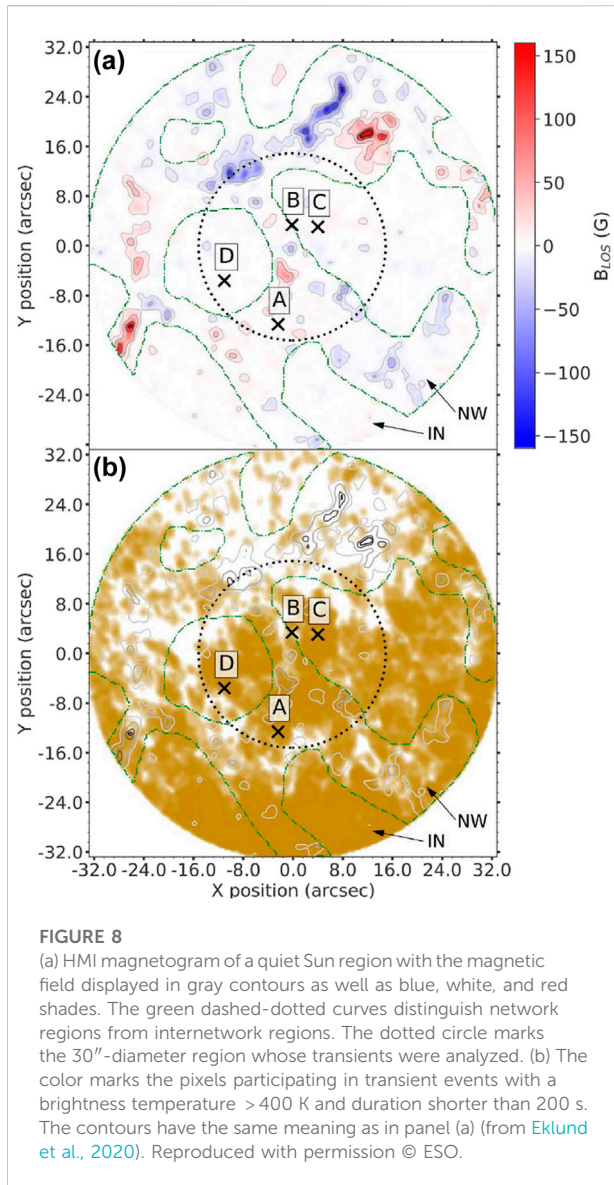 (a)
32.0
24.0
16.0
8.0
0.0
-8.0
-16.0
-24.0
Y position (arcsec)
B
C
D
A
NW
IN
150
100
50
0
−50
−100
−150
B_LOS (G)
(b)
32.0
24.0
16.0
8.0
0.0
-8.0
-16.0
-24.0
-32.0
Y position (arcsec)
B
C
D
A
NW
IN
-32.0 -24.0 -16.0 -8.0 0.0 8.0 16.0 24.0 32.0
X position (arcsec)
FIGURE 8
(a) HMI magnetogram of a quiet Sun region with the magnetic
field displayed in gray contours as well as blue, white, and red
shades. The green dashed-dotted curves distinguish network
regions from internetwork regions. The dotted circle marks
the 30″-diameter region whose transients were analyzed. (b) The
color marks the pixels participating in transient events with a
brightness temperature >400 K and duration shorter than 200 s.
The contours have the same meaning as in panel (a) (from Eklund
et al., 2020). Reproduced with permission © ESO.